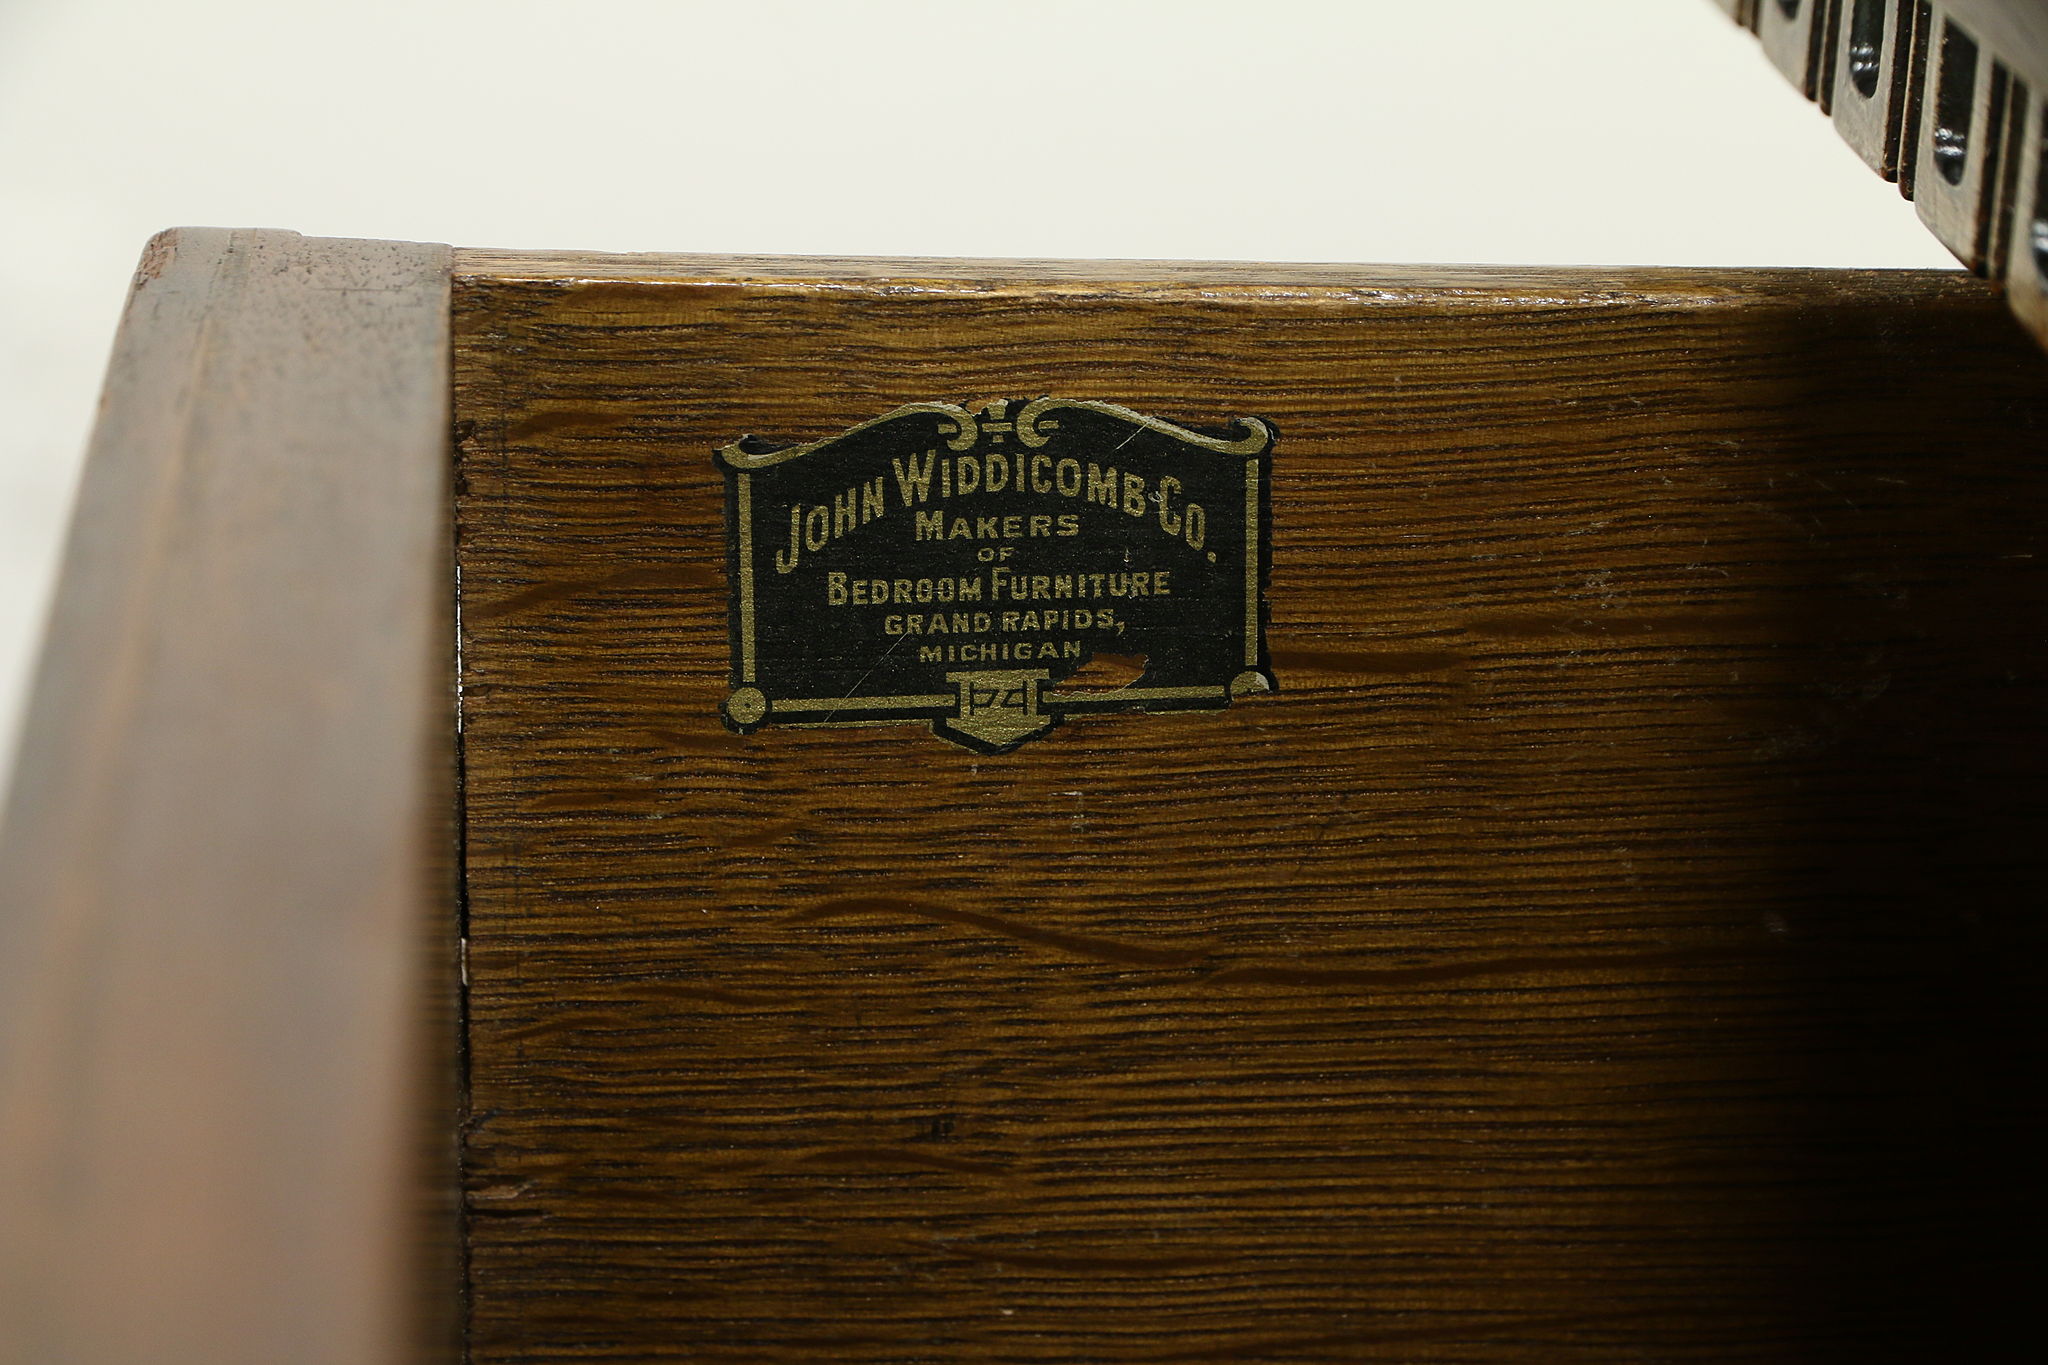 JOHN WIDDICOMB CO.
MAKERS
OF
BEDROOM FURNITURE
GRAND RAPIDS,
MICHIGAN